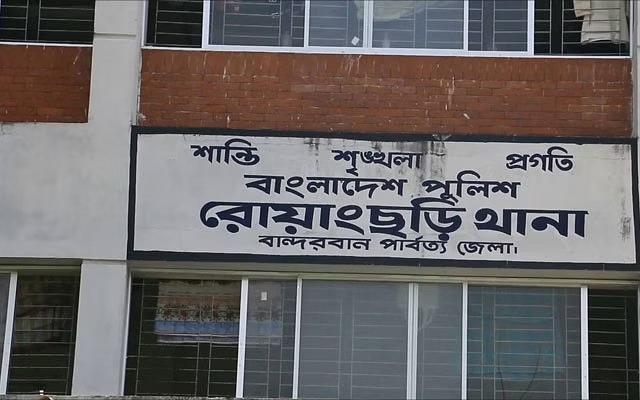 শান্তি শৃঙ্খলা প্রগতি
বাংলাদেশ পুলিশ
রোয়াংছড়ি থানা
বান্দরবান পার্বত্য জেলা।